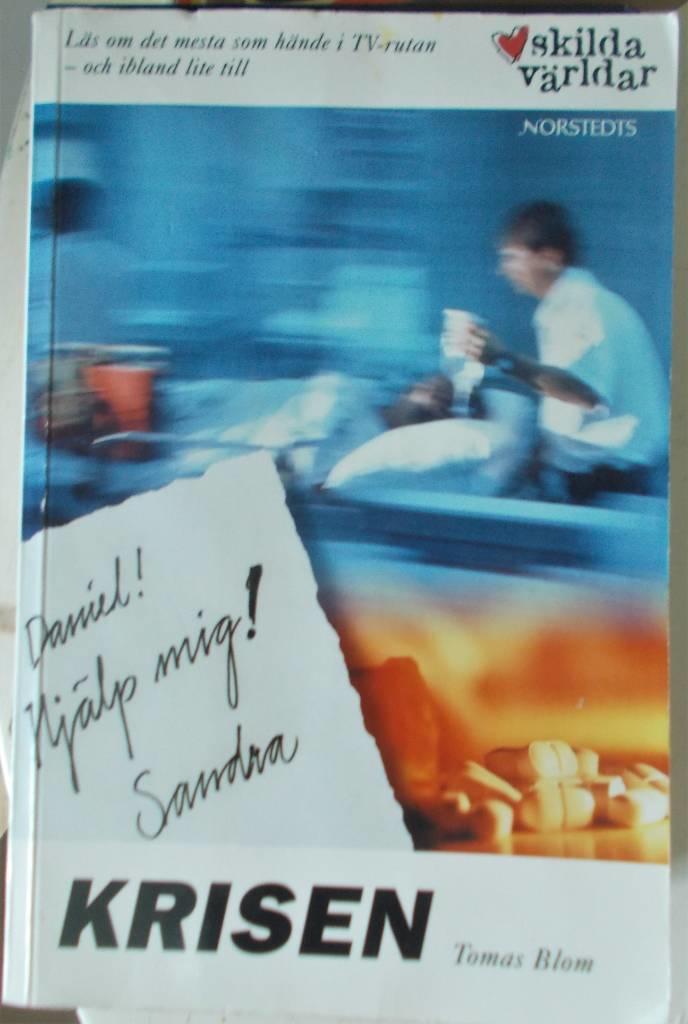 Läs om det mesta som hände i TV-rutan
– och ibland lite till
skilda
världar
NORSTEDTS
Daniel!
Hjälp mig!
Sandra
KRISEN
Tomas Blom